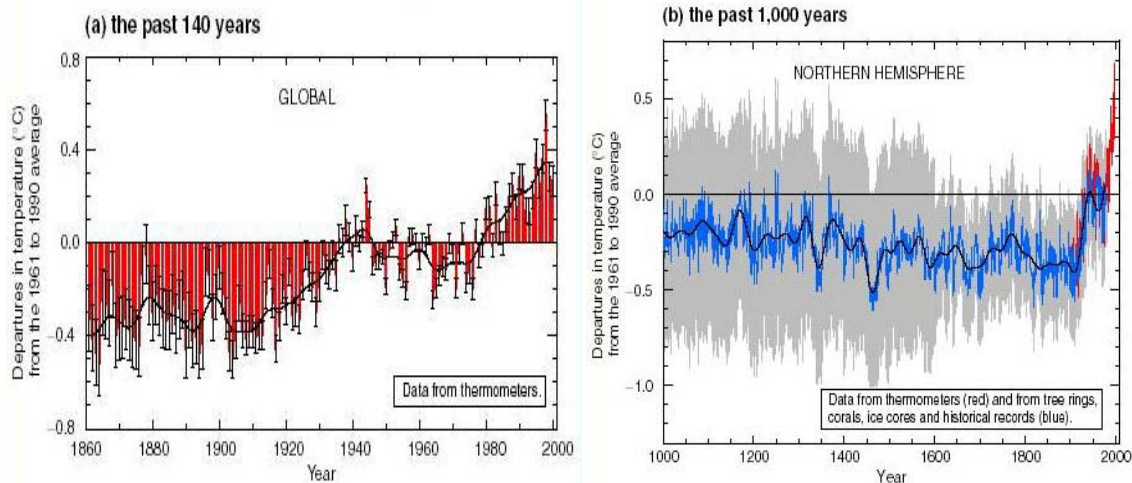 (a) the past 140 years
GLOBAL
Departures in temperature (°C)
from the 1961 to 1990 average
0.8
0.4
0.0
−0.4
−0.8
Data from thermometers.
1860 1880 1900 1920 1940 1960 1980 2000
Year
(b) the past 1,000 years
NORTHERN HEMISPHERE
Departures in temperature (°C)
from the 1961 to 1990 average
0.5
0.0
−0.5
−1.0
Data from thermometers (red) and from tree rings,
corals, ice cores and historical records (blue).
1000 1200 1400 1600 1800 2000
Year